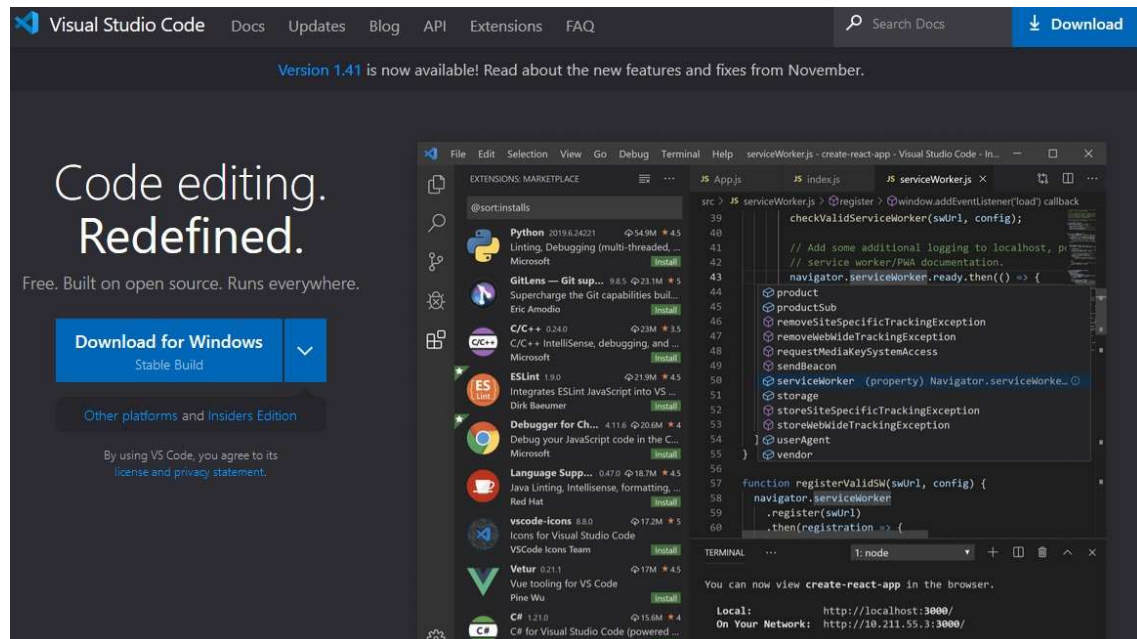 Visual Studio Code Docs Updates Blog API Extensions FAQ Search Docs Download
Version 1.41 is now available! Read about the new features and fixes from November.
Code editing.
Redefined.
Free. Built on open source. Runs everywhere.
Download for Windows
Stable Build
Other platforms and Insiders Edition
By using VS Code, you agree to its
license and privacy statement.
File Edit Selection View Go Debug Terminal Help serviceWorker.js - create-react-app - Visual Studio Code - In...
EXTENSIONS: MARKETPLACE
@sort:installs
Python 2019.6.24221 54.9M ★ 4.5
Linting, Debugging (multi-threaded, ...
Microsoft Install
GitLens — Git sup... 9.8.5 23.1M ★ 5
Supercharge the Git capabilities buil...
Eric Amodio Install
C/C++ C/C++ 0.24.0 23M ★ 3.5
C/C++ IntelliSense, debugging, and ...
Microsoft Install
ES Lint
ESLint 1.9.0 21.9M ★ 4.5
Integrates ESLint JavaScript into VS ...
Dirk Baeumer Install
Debugger for Ch... 4.11.6 20.6M ★ 4
Debug your JavaScript code in the C...
Microsoft Install
Language Supp... 0.47.0 18.7M ★ 4.5
Java Linting, Intellisense, formatting, ...
Red Hat Install
vscode-icons 8.8.0 17.2M ★ 5
Icons for Visual Studio Code
VSCode Icons Team Install
Vetur 0.21.1 17M ★ 4.5
Vue tooling for VS Code
Pine Wu Install
C# C# 1.21.0 15.6M ★ 4
C# for Visual Studio Code (powered ...
JS App.js JS index.js JS serviceWorker.js ×
src > JS serviceWorker.js > register > window.addEventListener('load') callback
39 checkValidServiceWorker(swUrl, config);
40
41 // Add some additional logging to localhost, po
42 // service worker/PWA documentation.
43 navigator.serviceWorker.ready.then(() => {
44 product
45 productSub
46 removeSiteSpecificTrackingException
47 removeWebWideTrackingException
48 requestMediaKeySystemAccess
49 sendBeacon
50 serviceWorker (property) Navigator.serviceWorke...
51 storage
52 storeSiteSpecificTrackingException
53 storeWebWideTrackingException
54 ] userAgent
55 } vendor
56
57 function registerValidSW(swUrl, config) {
58 navigator.serviceWorker
59 .register(swUrl)
60 .then(registration => {
TERMINAL ... 1: node
You can now view create-react-app in the browser.
Local: http://localhost:3000/
On Your Network: http://10.211.55.3:3000/